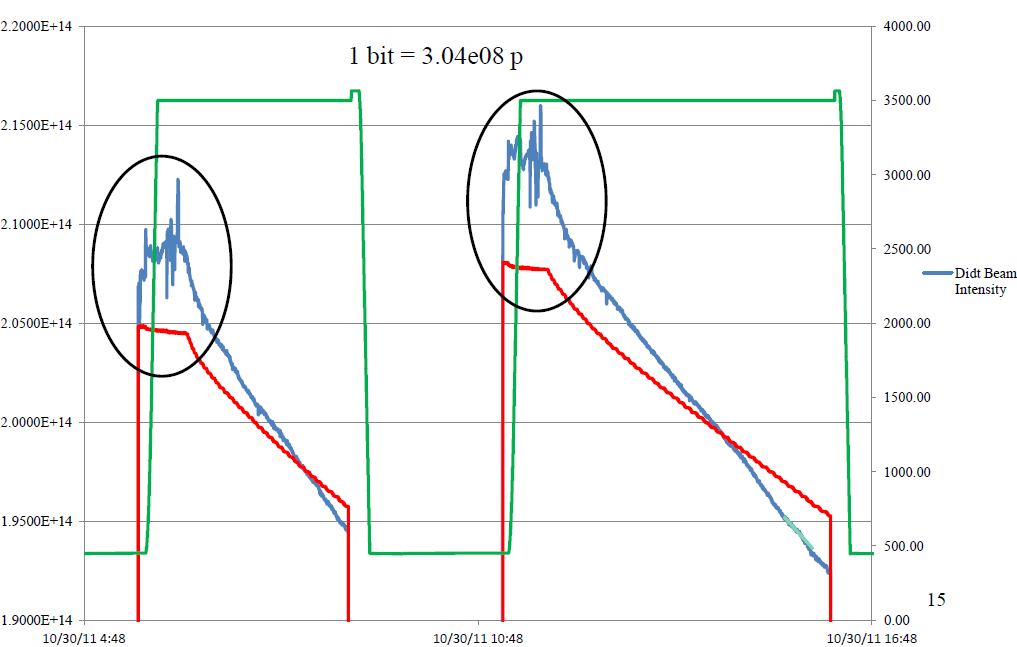 2.2000E+14
2.1500E+14
2.1000E+14
2.0500E+14
2.0000E+14
1.9500E+14
1.9000E+14
1 bit = 3.04e08 p
4000.00
3500.00
3000.00
2500.00
2000.00
1500.00
1000.00
500.00
0.00
Didt Beam
Intensity
15
10/30/11 4:48
10/30/11 10:48
10/30/11 16:48